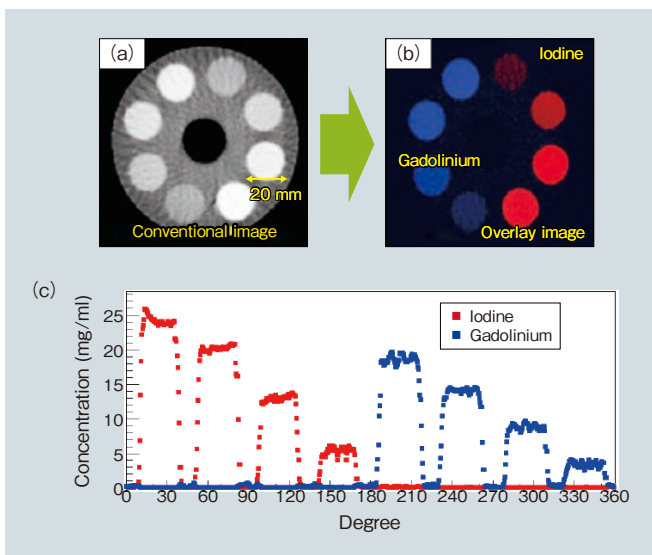 (a)
20 mm
Conventional image
(b)
Iodine
Gadolinium
Overlay image
(c)
Concentration (mg/ml)
25
20
15
10
5
0
Iodine
Gadolinium
0 30 60 90 120 150 180 210 240 270 300 330 360
Degree